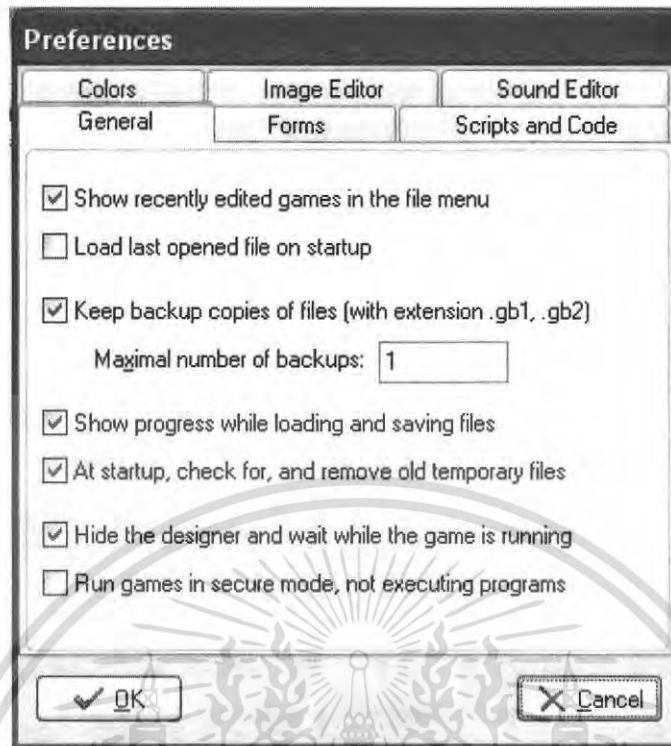 Preferences
Colors Image Editor Sound Editor
General Forms Scripts and Code
Show recently edited games in the file menu
Load last opened file on startup
Keep backup copies of files (with extension .gb1, .gb2)
Maximal number of backups: 1
Show progress while loading and saving files
At startup, check for, and remove old temporary files
Hide the designer and wait while the game is running
Run games in secure mode, not executing programs
OK Cancel